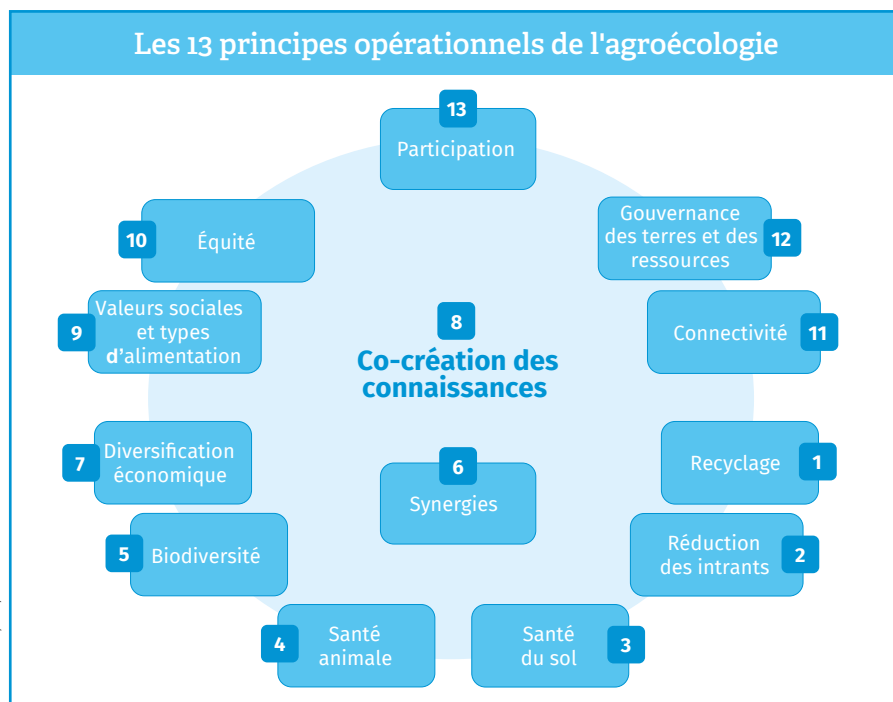 Les 13 principes opérationnels de l'agroécologie
13
Participation
10
Équité
Gouvernance
des terres et des
ressources
12
9
Valeurs sociales
et types
d'alimentation
8
Co-création des
connaissances
Connectivité
11
7
Diversification
économique
6
Synergies
Recyclage
1
5
Biodiversité
Réduction
des intrants
2
4
Santé
animale
Santé
du sol
3